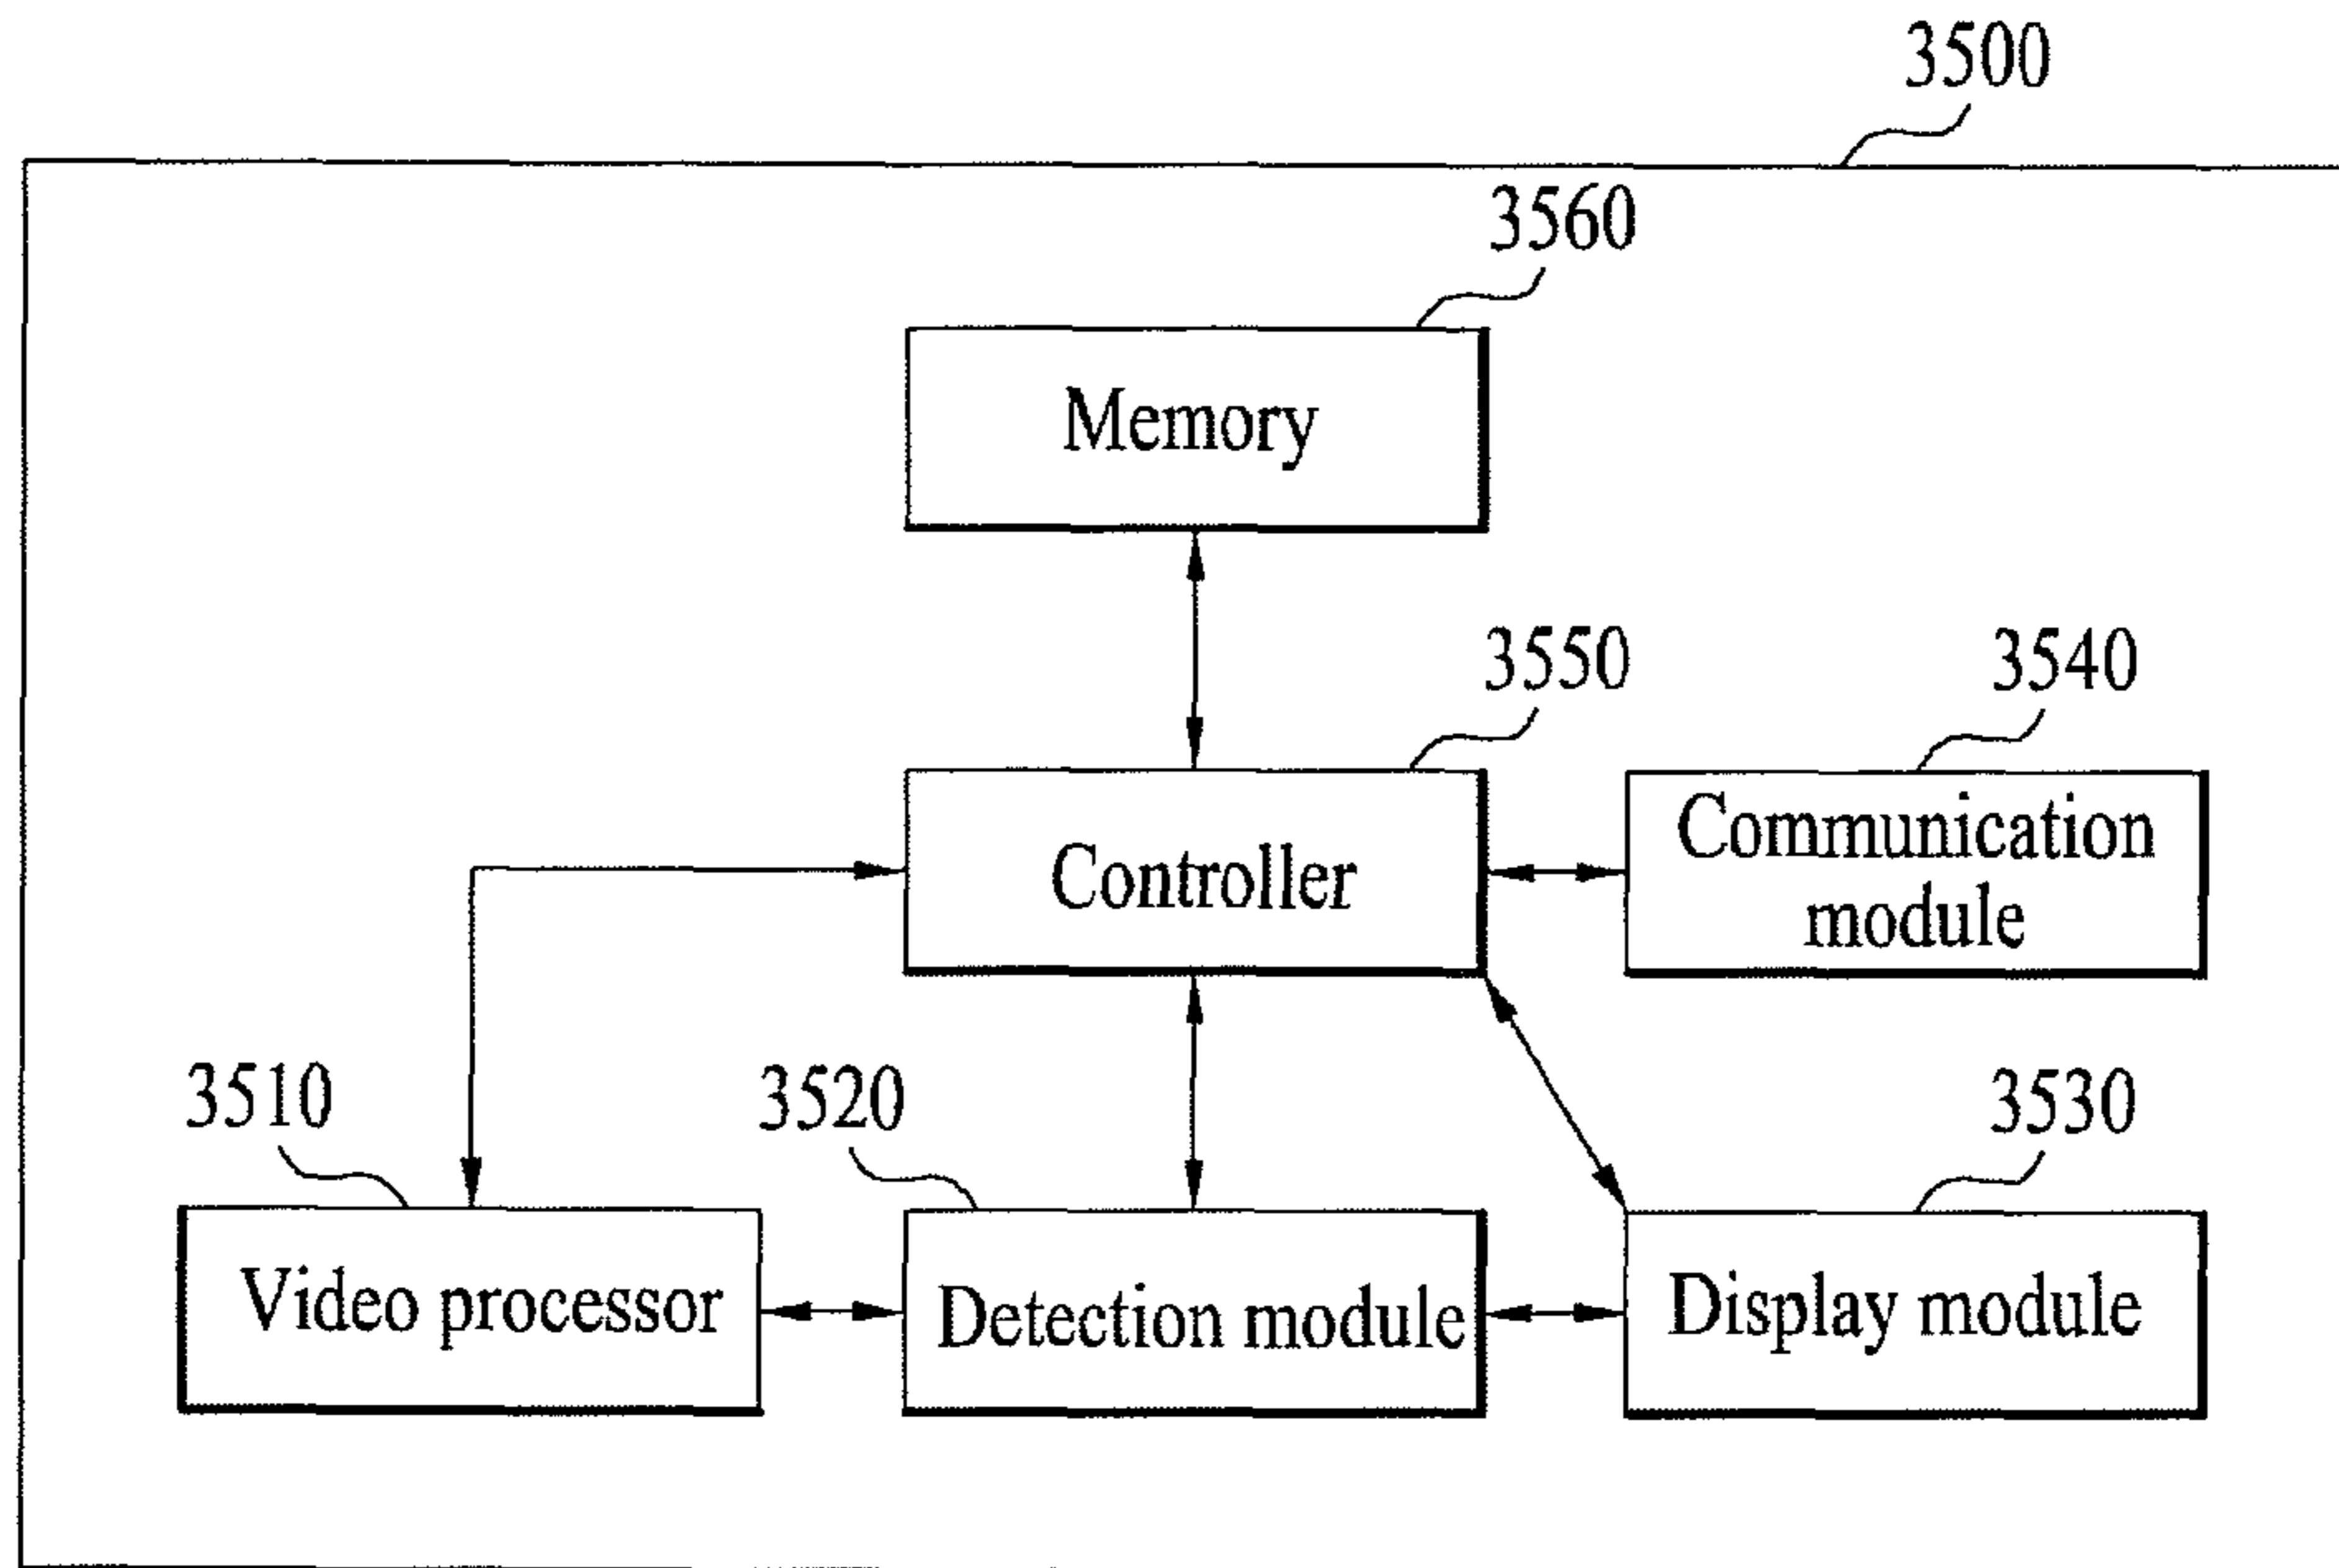 3500
3560
Memory
3550
3540
Controller
Communication
module
3510
3520
3530
Video processor
Detection module
Display module